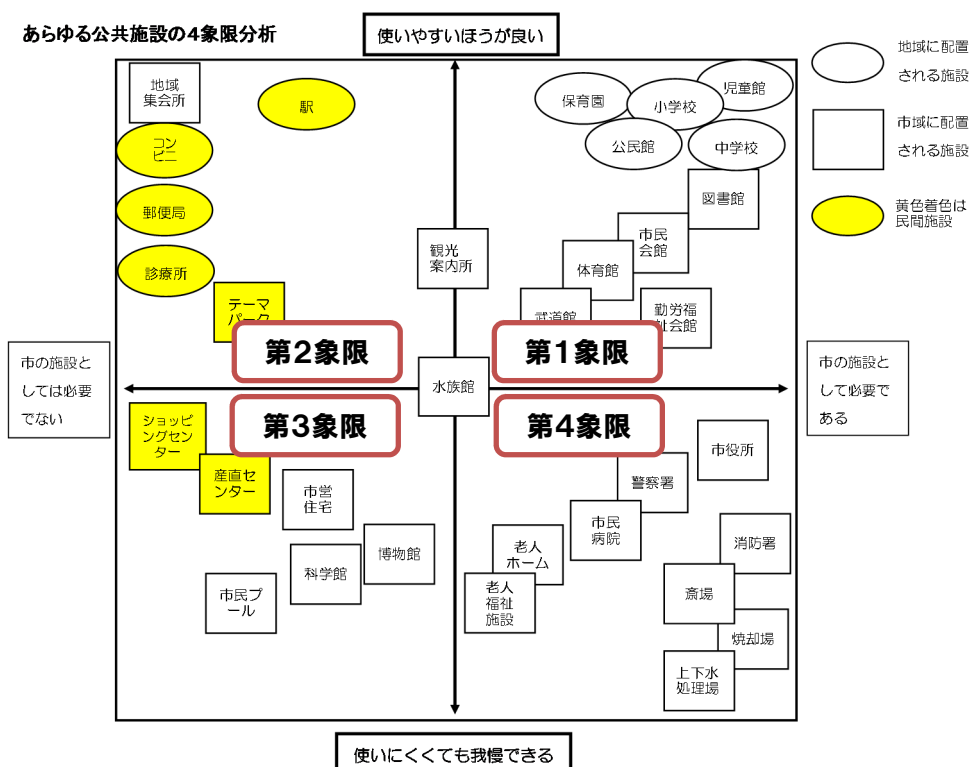 あらゆる公共施設の4象限分析
使いやすいほうが良い
地域
集会所
駅
コン
ビニ
郵便局
診療所
テーマ
パーク
観光
案内所
保育園
小学校
児童館
公民館
中学校
図書館
市民
会館
体育館
武道館
勤労福
祉会館
地域に配置
される施設
市域に配置
される施設
黄色着色は
民間施設
第2象限
第1象限
市の施設と
しては必要
でない
水族館
市の施設と
して必要で
ある
第3象限
第4象限
ショッピ
ングセン
ター
産直セ
ンター
市営
住宅
博物館
科学館
市民プ
ール
市役所
警察署
市民
病院
老人
ホーム
老人
福祉
施設
消防署
斎場
焼却場
上下水
処理場
使いにくくても我慢できる